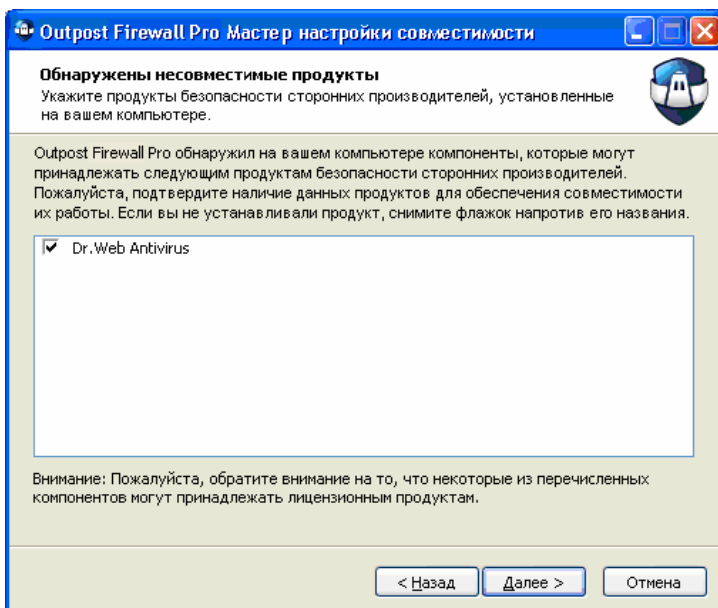 Outpost Firewall Pro Мастер настройки совместимости
Обнаружены несовместимые продукты
Укажите продукты безопасности сторонних производителей, установленные
на вашем компьютере.
Outpost Firewall Pro обнаружил на вашем компьютере компоненты, которые могут
принадлежать следующим продуктам безопасности сторонних производителей.
Пожалуйста, подтвердите наличие данных продуктов для обеспечения совместимости
их работы. Если вы не устанавливали продукт, снимите флажок напротив его названия.
Dr.Web Antivirus
Внимание: Пожалуйста, обратите внимание на то, что некоторые из перечисленных
компонентов могут принадлежать лицензионным продуктам.
< Назад
Далее >
Отмена